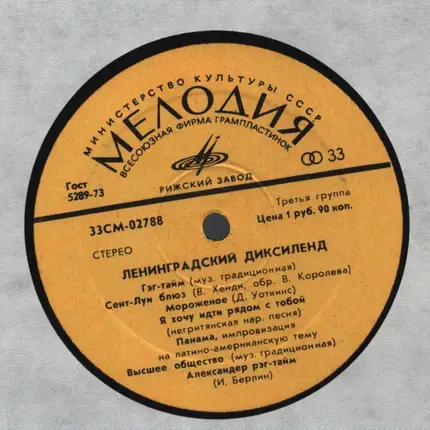 МИНИСТЕРСТВО КУЛЬТУРЫ СССР
МЕЛОДИЯ
ВСЕСОЮЗНАЯ ФИРМА ГРАМПЛАСТИНОК
33
Гост
5289-73
РИЖСКИЙ ЗАВОД
Третья группа
Цена 1 руб. 90 коп.
33СМ-02788
СТЕРЕО
ЛЕНИНГРАДСКИЙ ДИКСИЛЕНД
Гэг-тайм (муз. традиционная)
Сент-Луи блюз (В. Хенди, обр. В. Королева)
Мороженое (Д. Уоткинс)
Я хочу идти рядом с тобой
(негритянская нар. песня)
Панама, импровизация
на латино-американскую тему
Высшее общество (муз. традиционная)
Александер рэг-тайм
(И. Берлин)